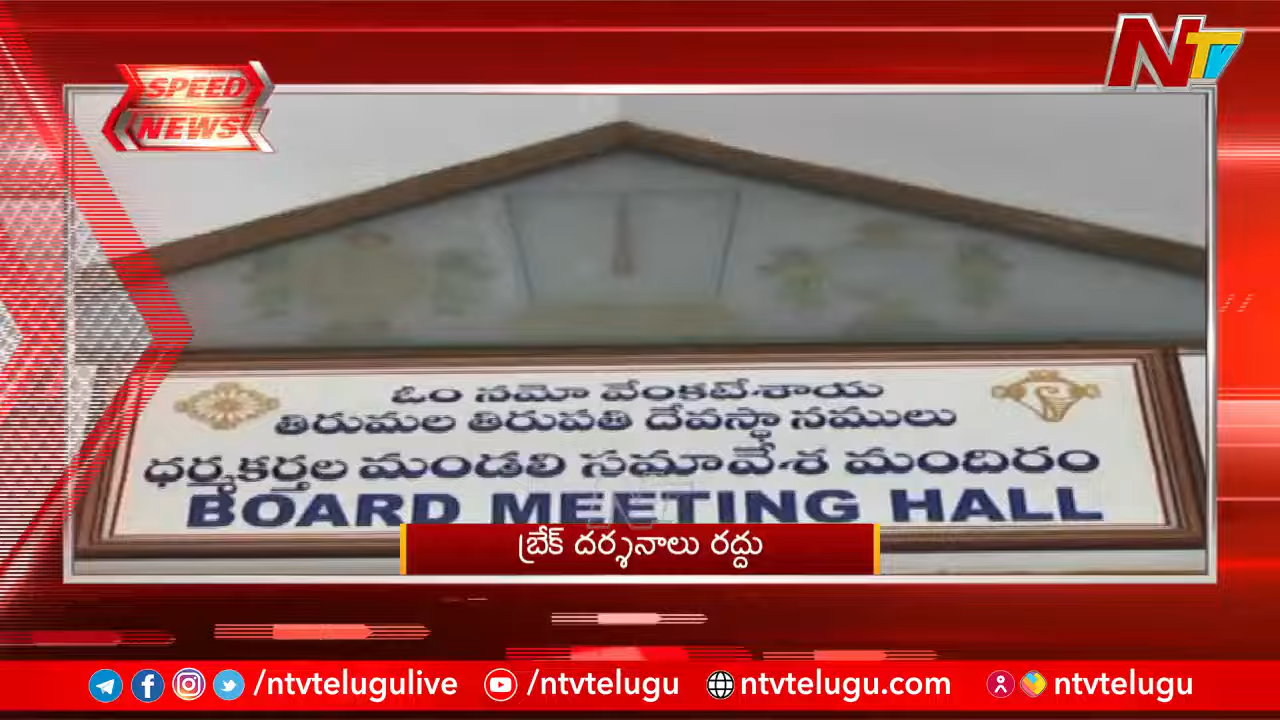 NTV
SPEED
NEWS
ఓం నమో వేంకటేశాయ
తిరుమల తిరుపతి దేవస్థానములు
ధర్మకర్తల మండలి సమావేశ మందిరం
BOARD MEETING HALL
బ్రేక్ దర్శనాలు రద్దు
/ntvtelugulive
/ntvtelugu
ntvtelugu.com
ntvtelugu